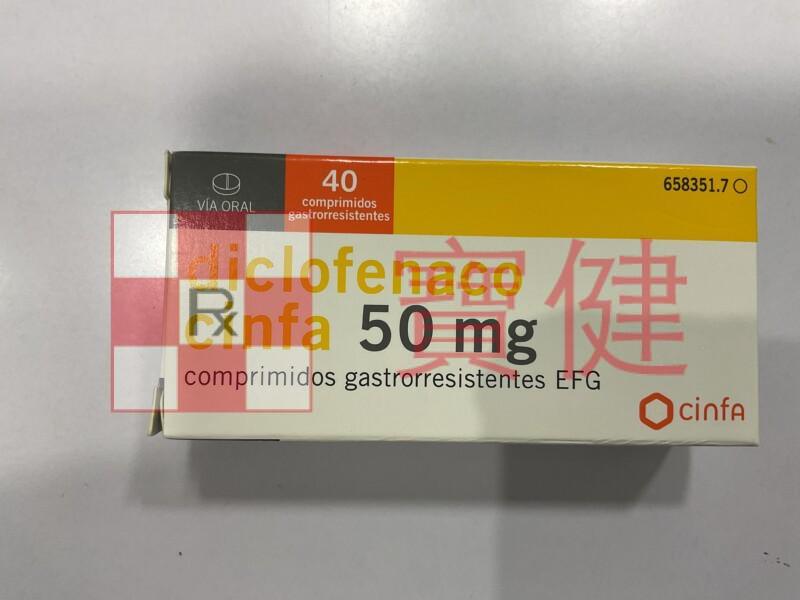 40
comprimidos
gastrorresistentes
VÍA ORAL
658351.7
diclofenaco
cinfa 50 mg
Rx
寶健
comprimidos gastrorresistentes EFG
cinfa